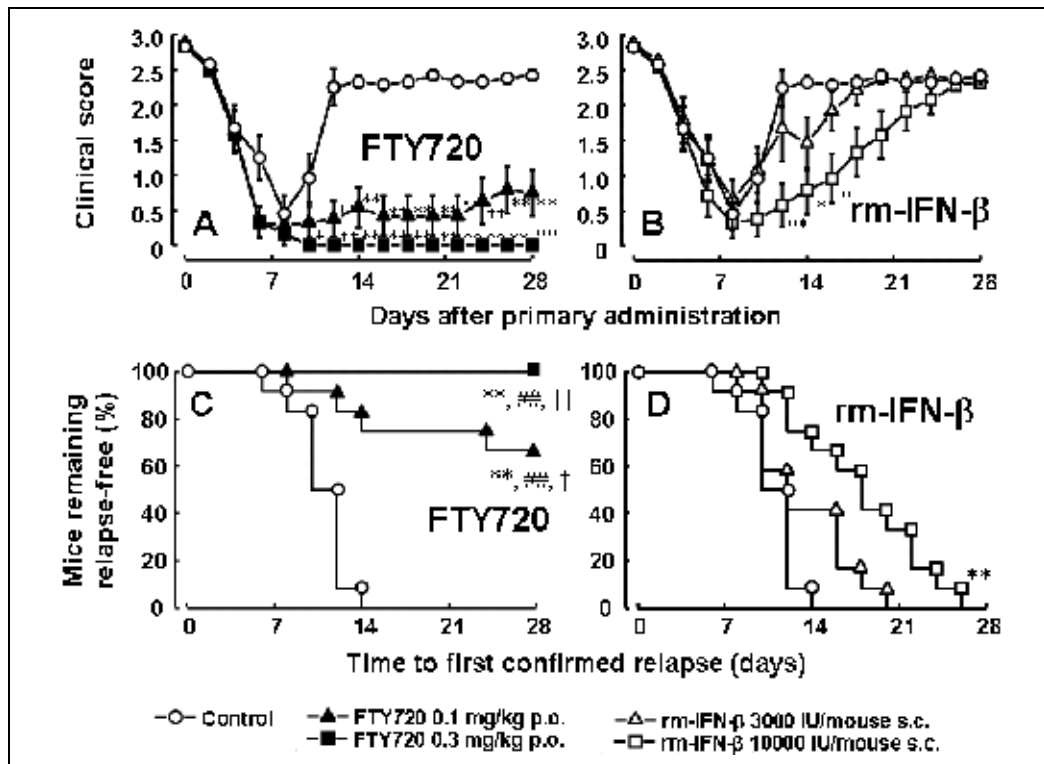 3.0
2.5
2.0
1.5
1.0
0.5
0
Clinical score
A
FTY720
0 7 14 21 28
3.0
2.5
2.0
1.5
1.0
0.5
0
B
rm-IFN-β
0 7 14 21 28
Days after primary administration
100
80
60
40
20
0
Mice remaining
relapse-free (%)
C
**, ##, ††
**, ##, †
FTY720
0 7 14 21 28
100
80
60
40
20
0
D
rm-IFN-β
**
0 7 14 21 28
Time to first confirmed relapse (days)
Control
FTY720 0.1 mg/kg p.o.
FTY720 0.3 mg/kg p.o.
rm-IFN-β 3000 IU/mouse s.c.
rm-IFN-β 10000 IU/mouse s.c.